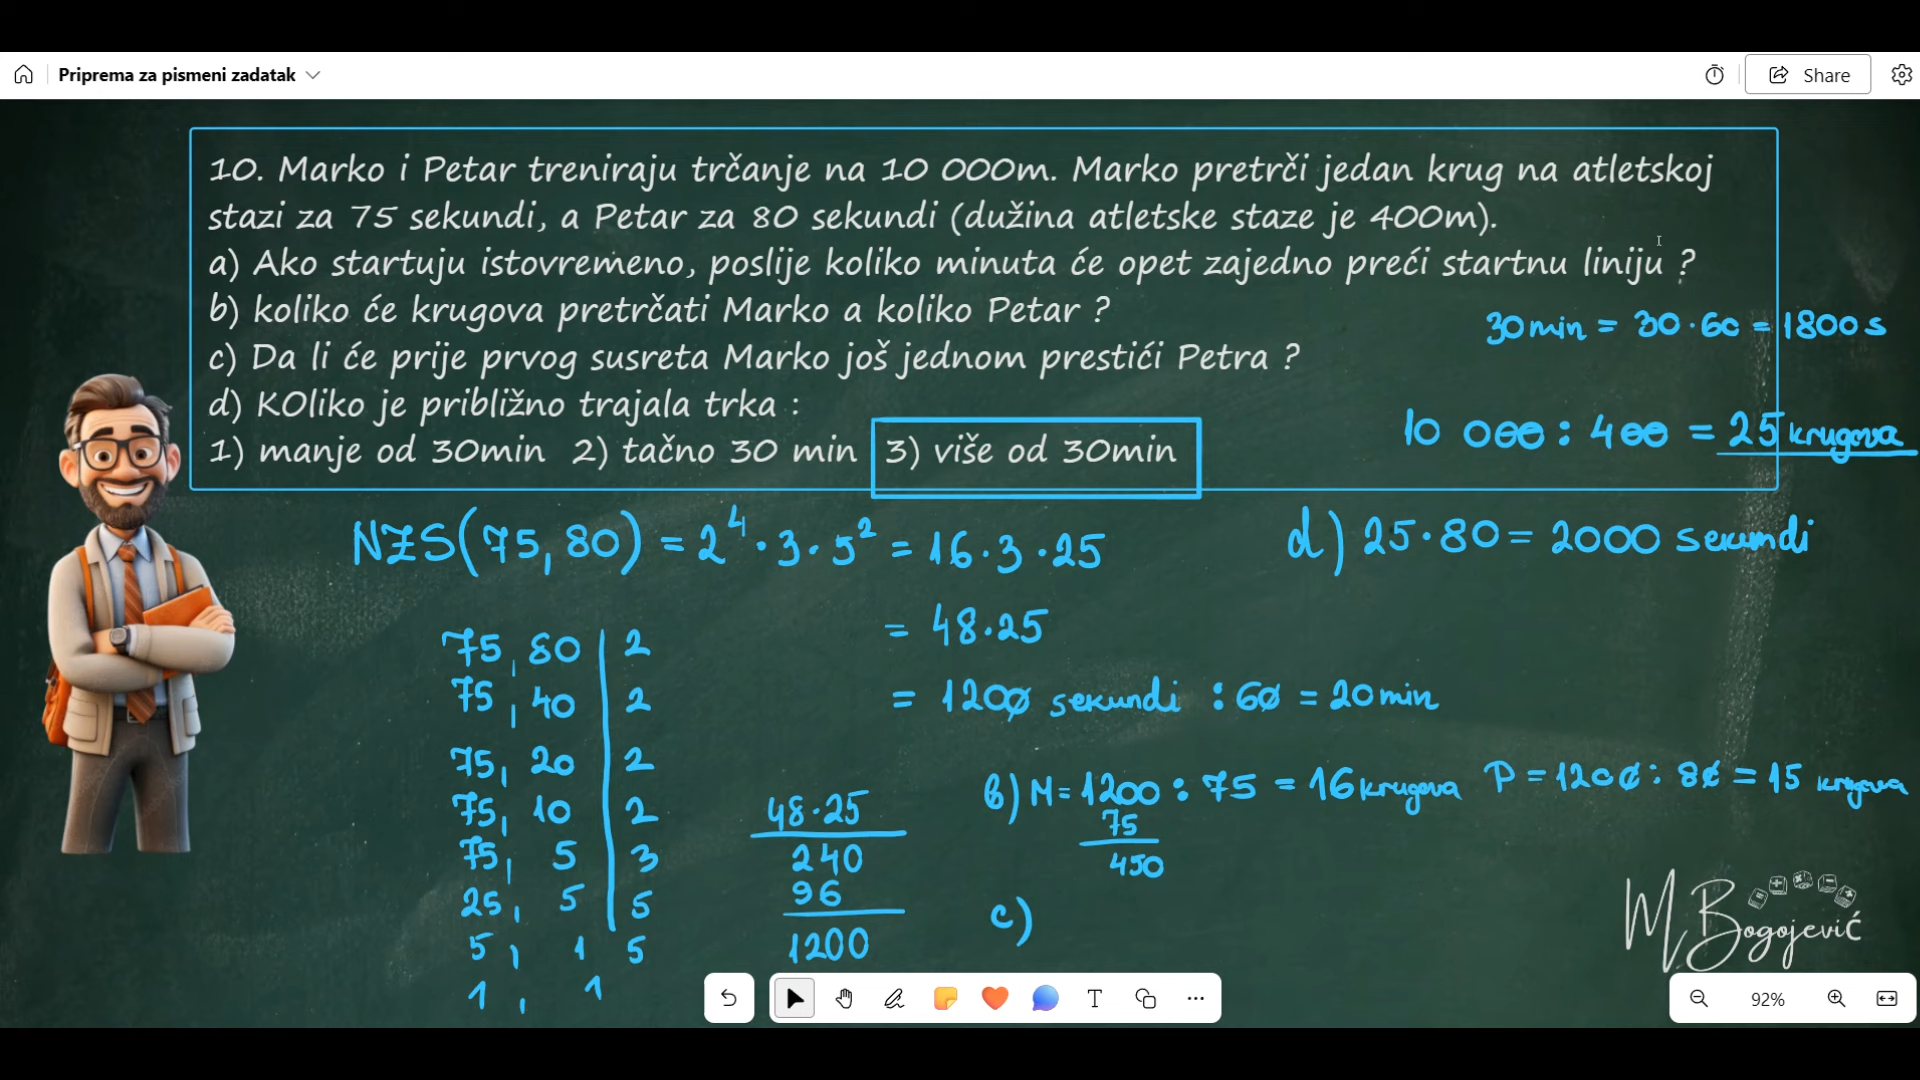 Priprema za pismeni zadatak
Share
10. Marko i Petar treniraju trčanje na 10 000m. Marko pretrči jedan krug na atletskoj
stazi za 75 sekundi, a Petar za 80 sekundi (dužina atletske staze je 400m).
a) Ako startuju istovremeno, poslije koliko minuta će opet zajedno preći startnu liniju ?
b) koliko će krugova pretrčati Marko a koliko Petar ?
c) Da li će prije prvog susreta Marko još jednom prestići Petra ?
d) KOliko je približno trajala trka :
1) manje od 30min 2) tačno 30 min 3) više od 30min
30min = 30·60 = 1800s
10 000 : 400 = 25 krugova
NZS(75, 80) = 2⁴·3·5² = 16·3·25
= 48·25
= 1200 sekundi : 60 = 20min
d) 25·80 = 2000 sekundi
75, 80 | 2
75, 40 | 2
75, 20 | 2
75, 10 | 2
75, 5 | 3
25, 5 | 5
5, 1 5
1, 1
48·25
240
96
1200
b) M = 1200 : 75 = 16 krugova P = 1200 : 80 = 15 krugova
75
450
c)
M. Bogojević
92%